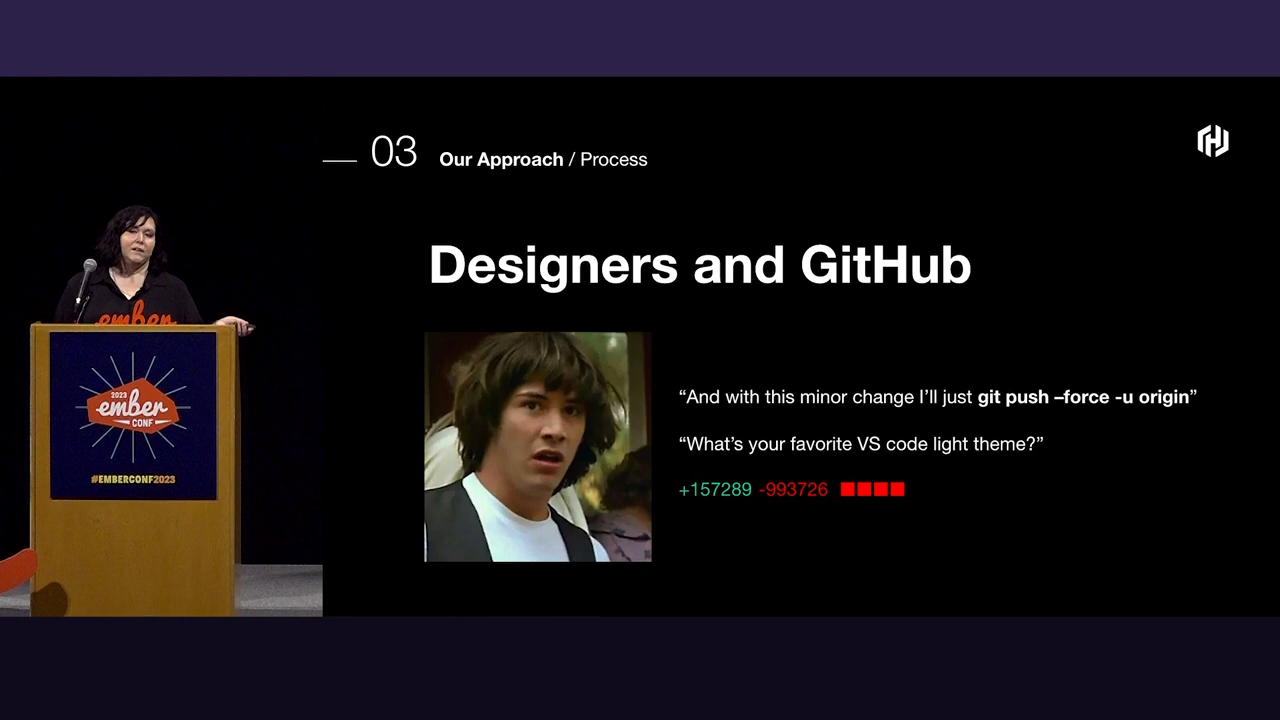 03 Our Approach / Process
Designers and GitHub
“And with this minor change I’ll just git push –force -u origin”
“What’s your favorite VS code light theme?”
+157289 -993726
ember
2023
ember
CONF
#EMBERCONF2023